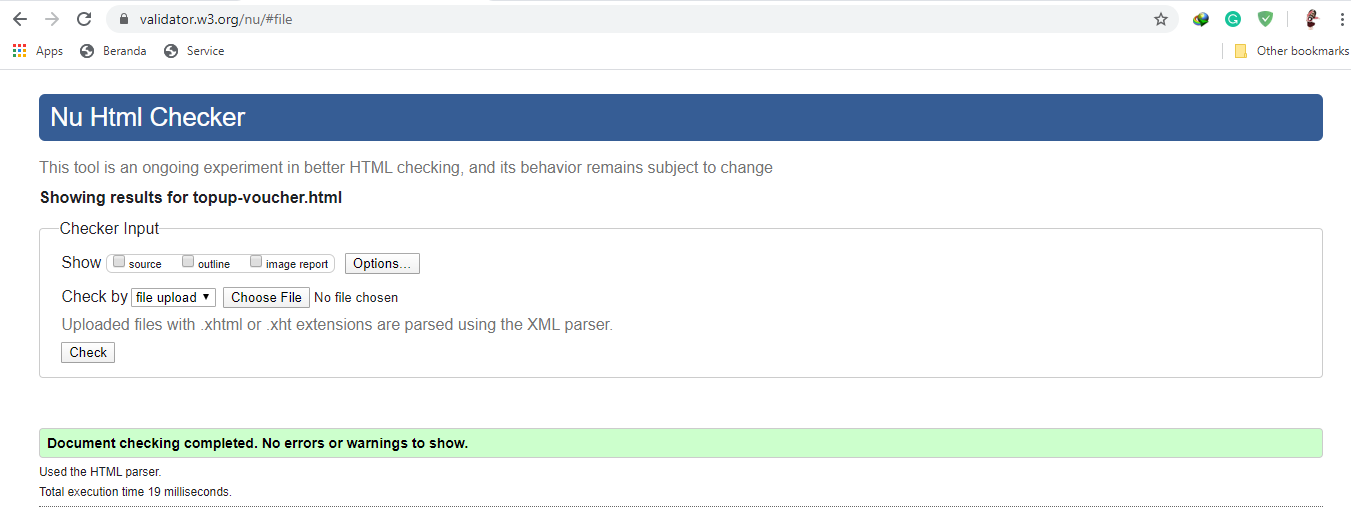 validator.w3.org/nu/#file
Apps Beranda Service Other bookmarks
Nu Html Checker
This tool is an ongoing experiment in better HTML checking, and its behavior remains subject to change
Showing results for topup-voucher.html
Checker Input
Show source outline image report Options...
Check by file upload Choose File No file chosen
Uploaded files with .xhtml or .xht extensions are parsed using the XML parser.
Check
Document checking completed. No errors or warnings to show.
Used the HTML parser.
Total execution time 19 milliseconds.